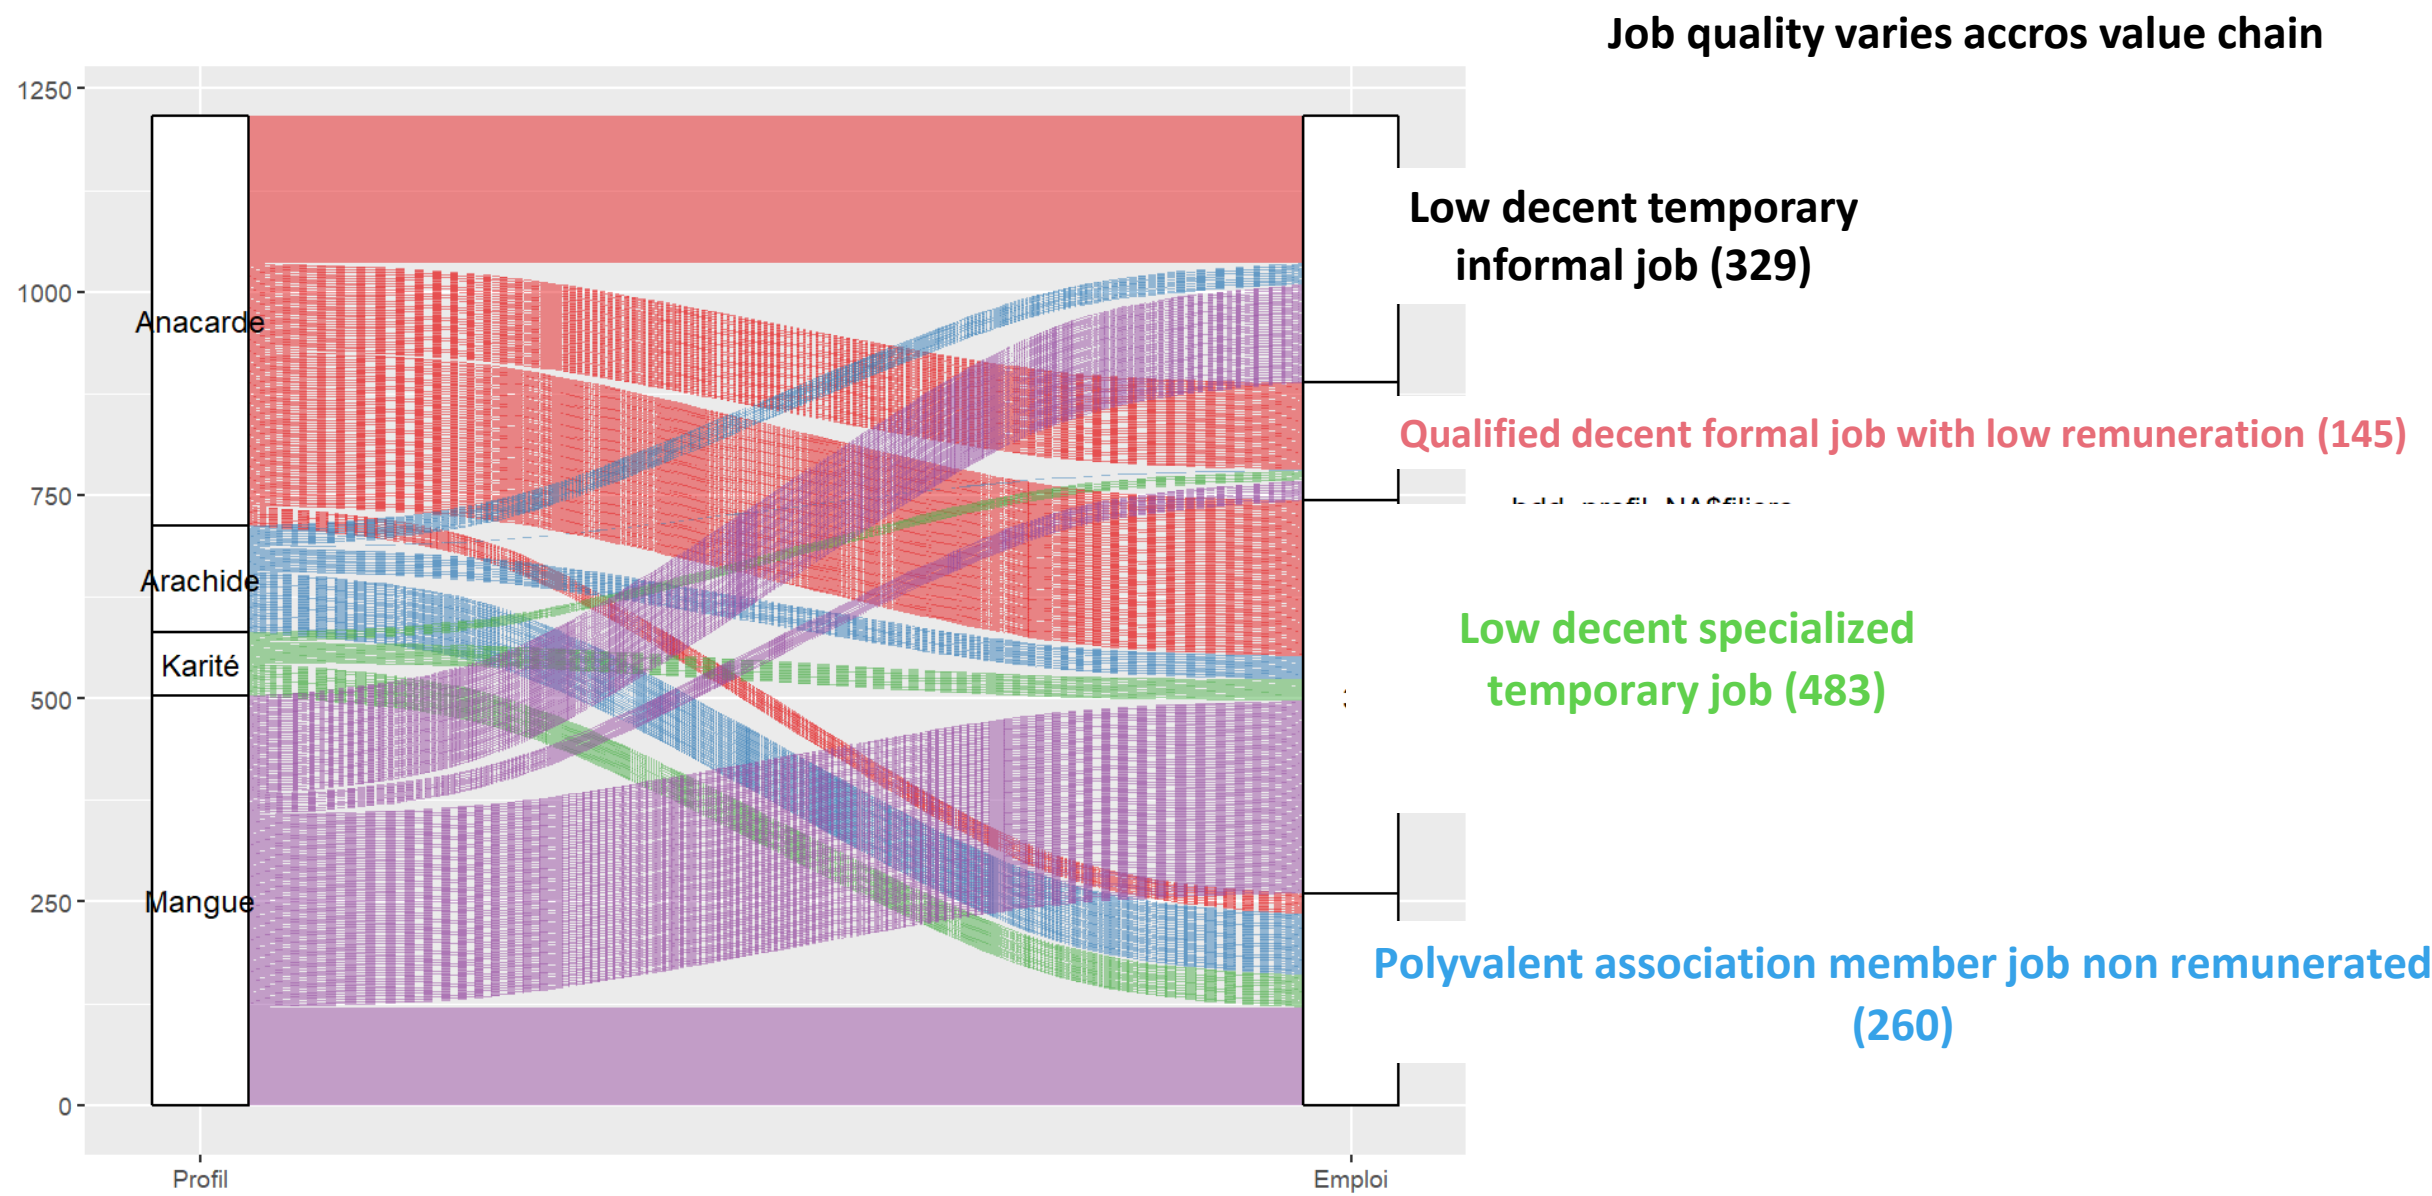 Job quality varies accros value chain
1250
1000
750
500
250
0
Anacarde
Arachide
Karité
Mangue
Low decent temporary
informal job (329)
Qualified decent formal job with low remuneration (145)
Low decent specialized
temporary job (483)
Polyvalent association member job non remunerated
(260)
Profil
Emploi